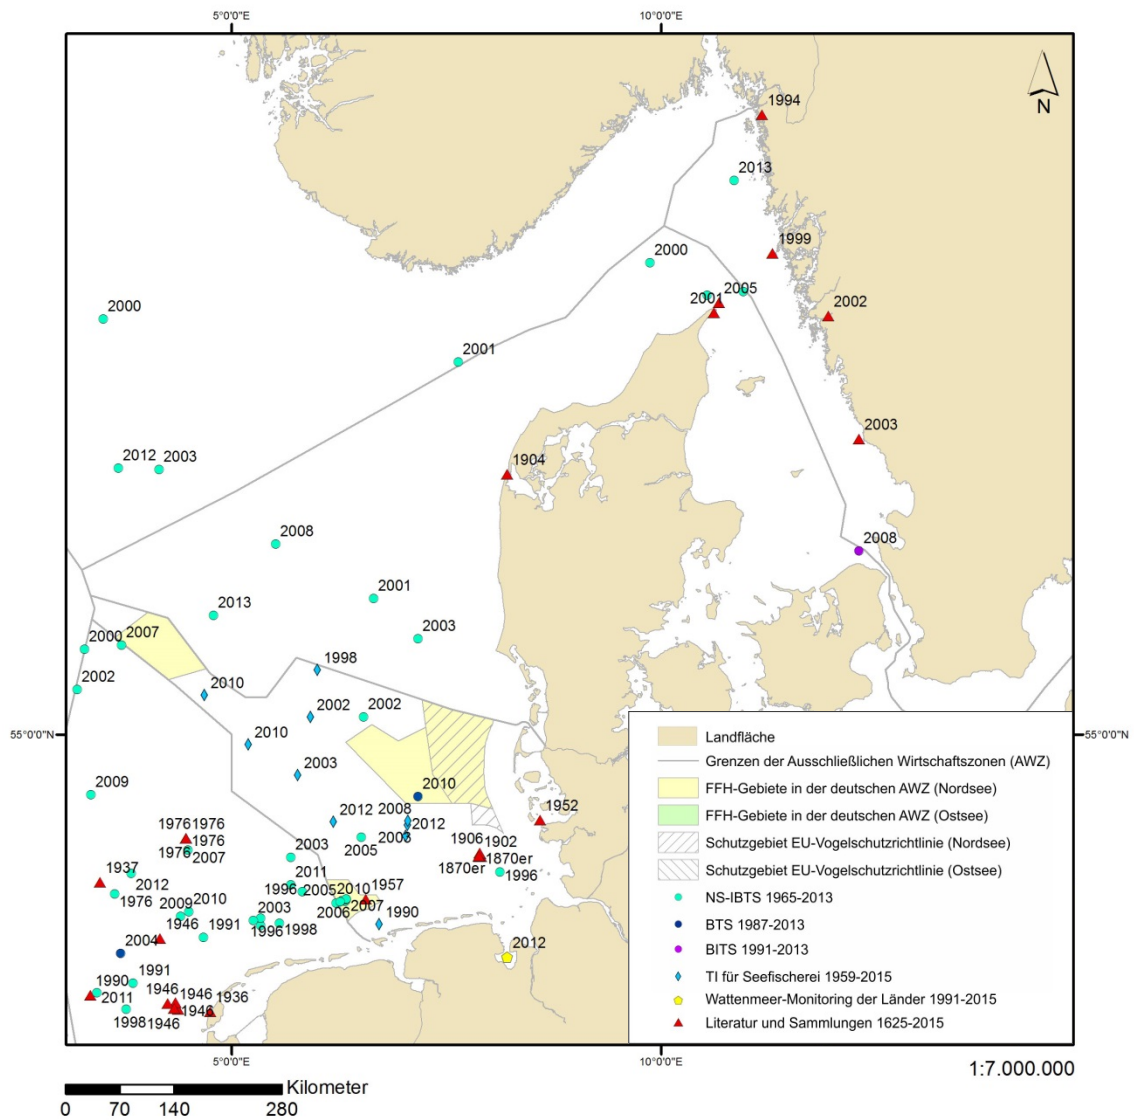 5°0'0"E 10°0'0"E
N
1994
2013
1999
2000
2005
2001
2002
2000
2001
2003
2012 2003
1904
2008
2008
2001
2013
2003
2000 2007
1998
2002
2010
2002 2002
2010
55°0'0"N 55°0'0"N
2003
2010
2009
2012 2008
2012
1952
1976 1976
1976
1976
2007
2005 2003
1906 1902
1870er 1870er
1996
2003
1937
2012
1976
2011
1996
2005 2010 1957
2006 2007
2009 2010
1946
1991
2003
1996 1998
1990
2004
2012
1990 1991
2011
1946 1946 1936
1998 1946 1946
Landfläche
Grenzen der Ausschließlichen Wirtschaftszonen (AWZ)
FFH-Gebiete in der deutschen AWZ (Nordsee)
FFH-Gebiete in der deutschen AWZ (Ostsee)
Schutzgebiet EU-Vogelschutzrichtlinie (Nordsee)
Schutzgebiet EU-Vogelschutzrichtlinie (Ostsee)
NS-IBTS 1965-2013
BTS 1987-2013
BITS 1991-2013
TI für Seefischerei 1959-2015
Wattenmeer-Monitoring der Länder 1991-2015
Literatur und Sammlungen 1625-2015
5°0'0"E 10°0'0"E
1:7.000.000
Kilometer
0 70 140 280